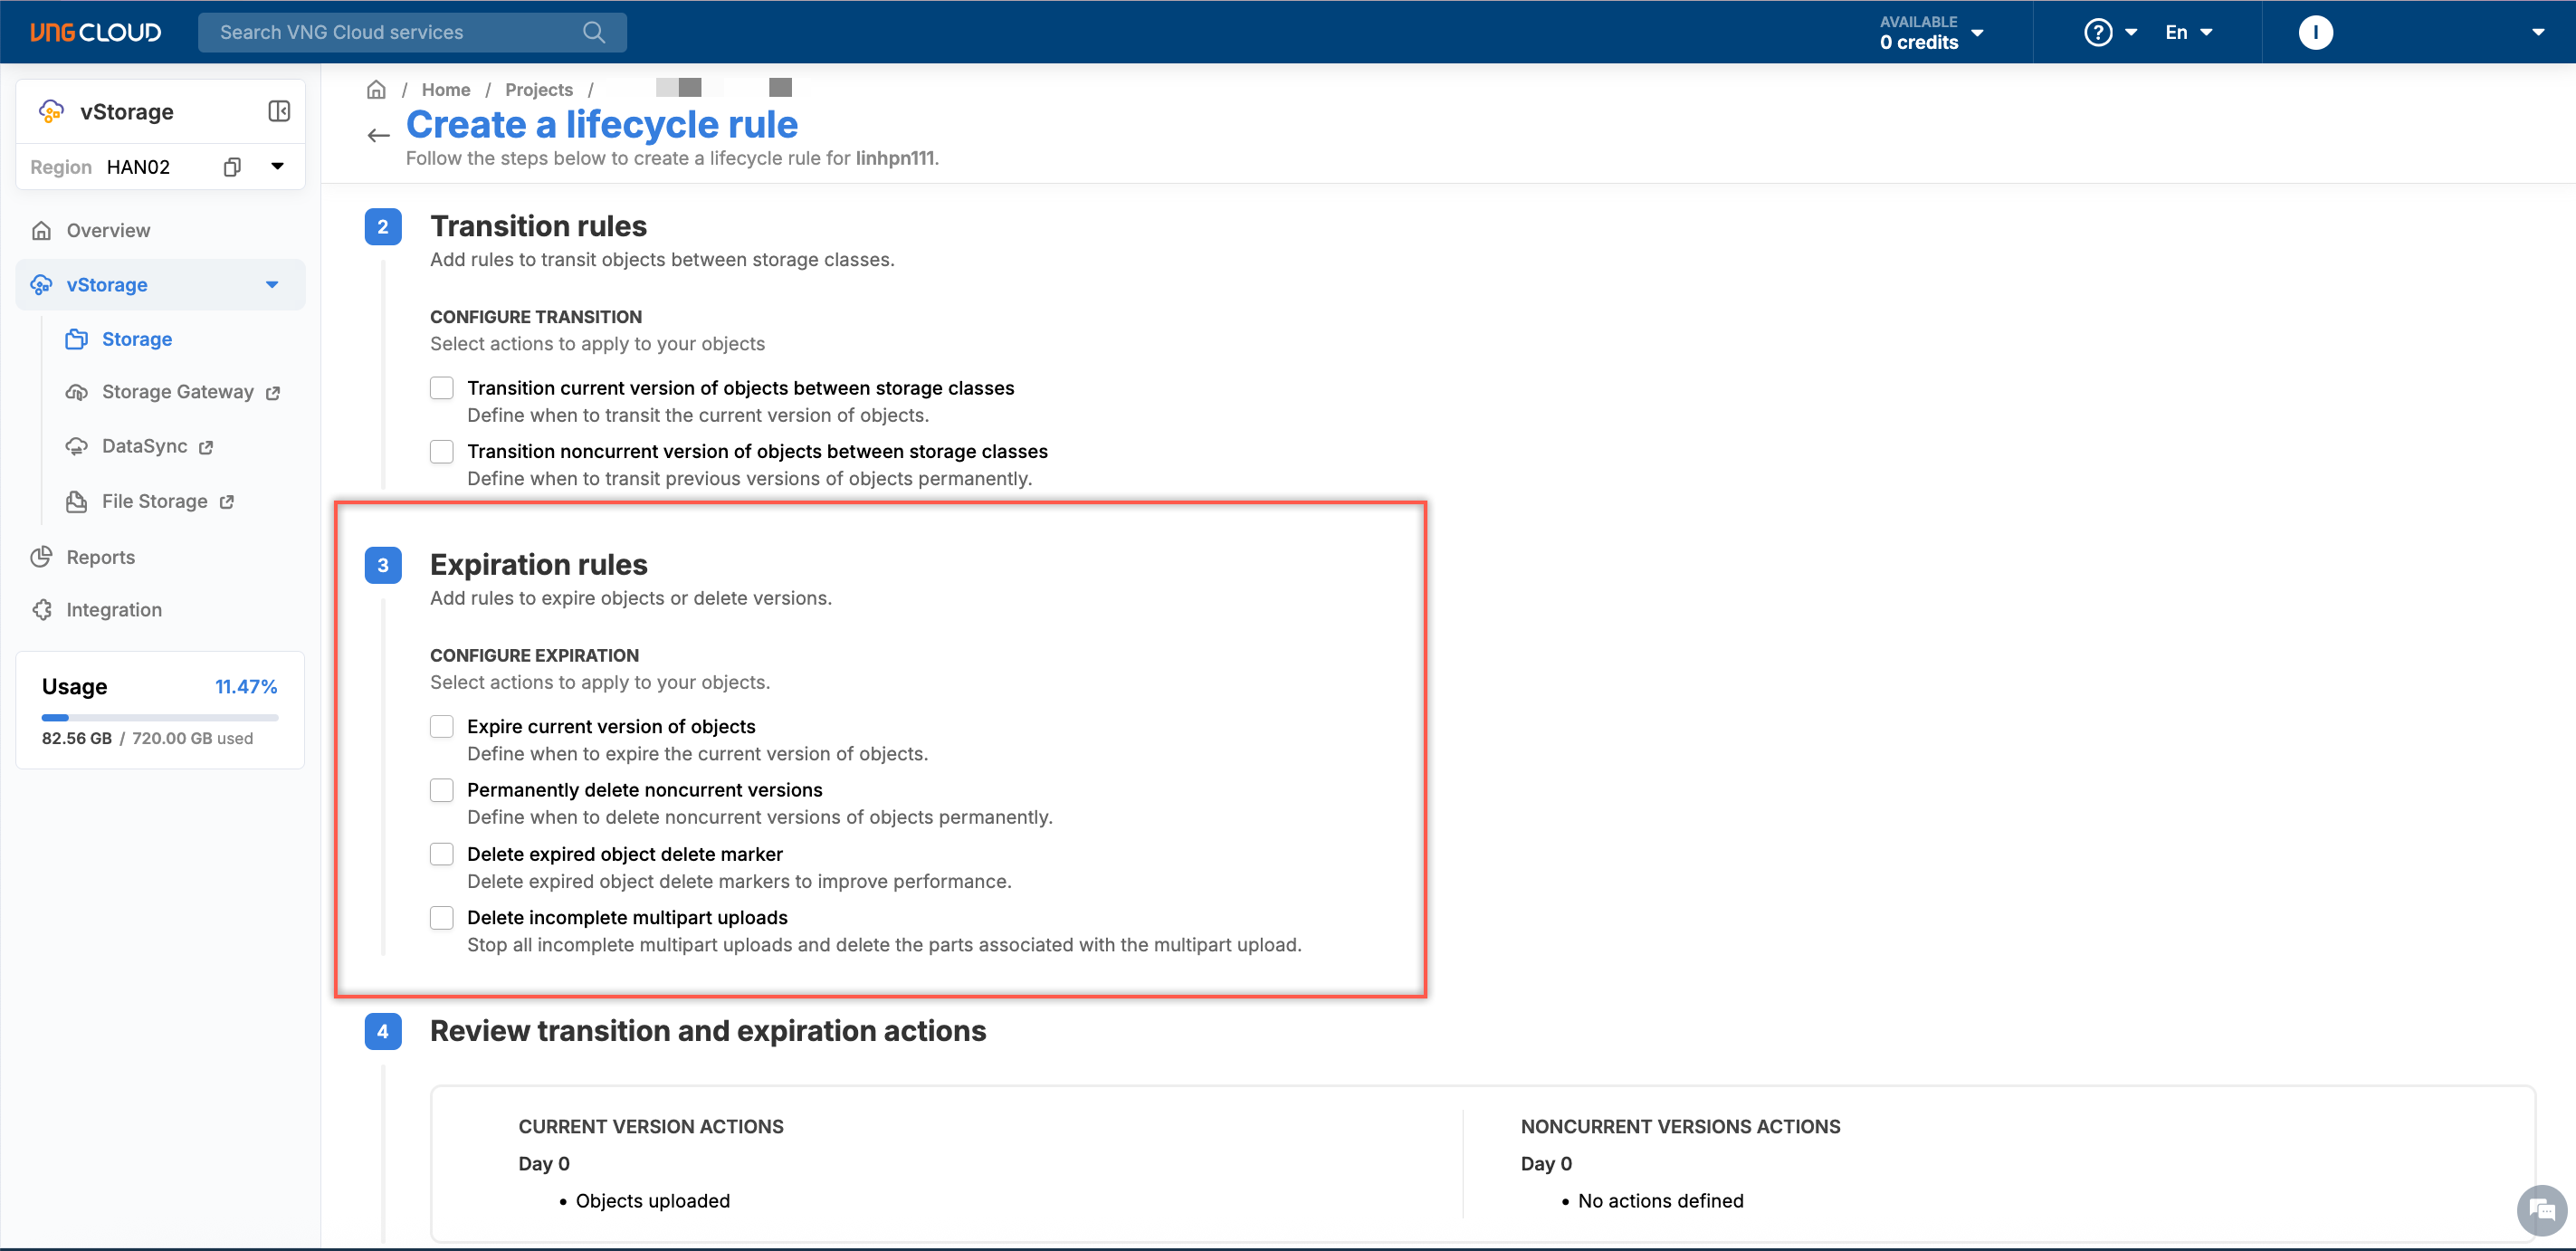 VNG CLOUD
Search VNG Cloud services
AVAILABLE
0 credits
?
En
I
vStorage
Region HAN02
Overview
vStorage
Storage
Storage Gateway
DataSync
File Storage
Reports
Integration
Usage 11.47%
82.56 GB / 720.00 GB used
/ Home / Projects /
Create a lifecycle rule
Follow the steps below to create a lifecycle rule for linhpn111.
2 Transition rules
Add rules to transit objects between storage classes.
CONFIGURE TRANSITION
Select actions to apply to your objects
Transition current version of objects between storage classes
Define when to transit the current version of objects.
Transition noncurrent version of objects between storage classes
Define when to transit previous versions of objects permanently.
3 Expiration rules
Add rules to expire objects or delete versions.
CONFIGURE EXPIRATION
Select actions to apply to your objects.
Expire current version of objects
Define when to expire the current version of objects.
Permanently delete noncurrent versions
Define when to delete noncurrent versions of objects permanently.
Delete expired object delete marker
Delete expired object delete markers to improve performance.
Delete incomplete multipart uploads
Stop all incomplete multipart uploads and delete the parts associated with the multipart upload.
4 Review transition and expiration actions
CURRENT VERSION ACTIONS
Day 0
• Objects uploaded
NONCURRENT VERSIONS ACTIONS
Day 0
• No actions defined